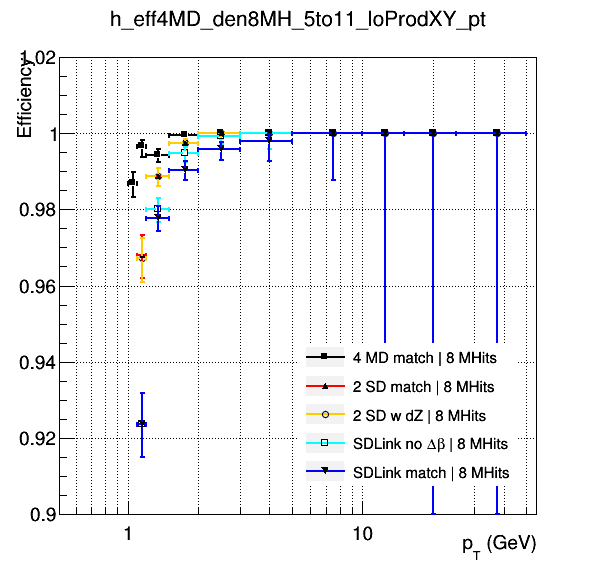 h_eff4MD_den8MH_5to11_loProdXY_pt
Efficiency
1.02
1
0.98
0.96
0.94
0.92
0.9
4 MD match | 8 MHits
2 SD match | 8 MHits
2 SD w dZ | 8 MHits
SDLink no Δβ | 8 MHits
SDLink match | 8 MHits
1 10
p_T (GeV)